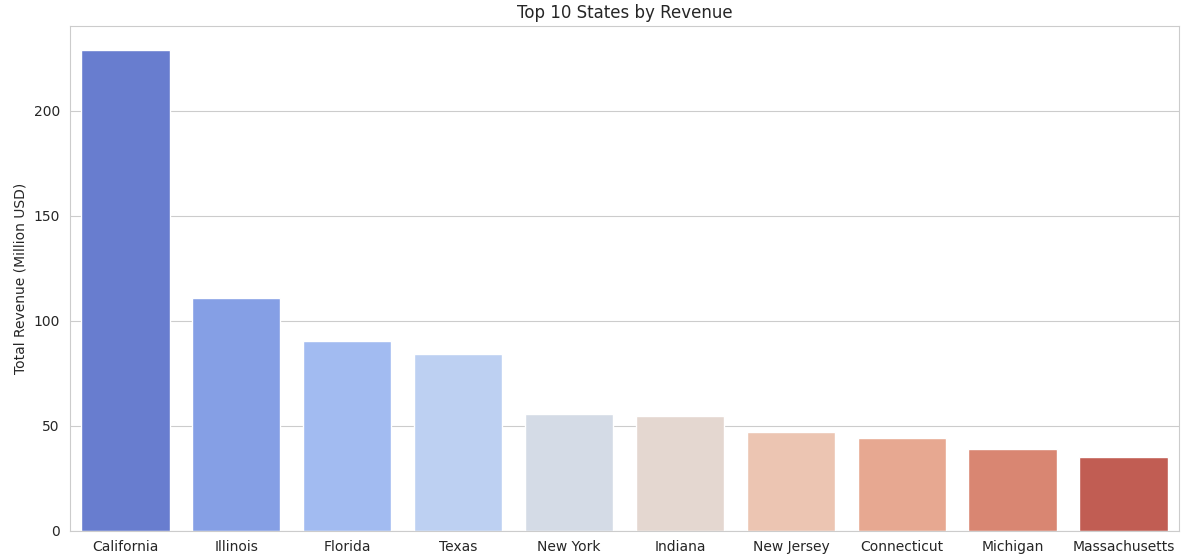 Top 10 States by Revenue
Total Revenue (Million USD)
200
150
100
50
0
California
Illinois
Florida
Texas
New York
Indiana
New Jersey
Connecticut
Michigan
Massachusetts